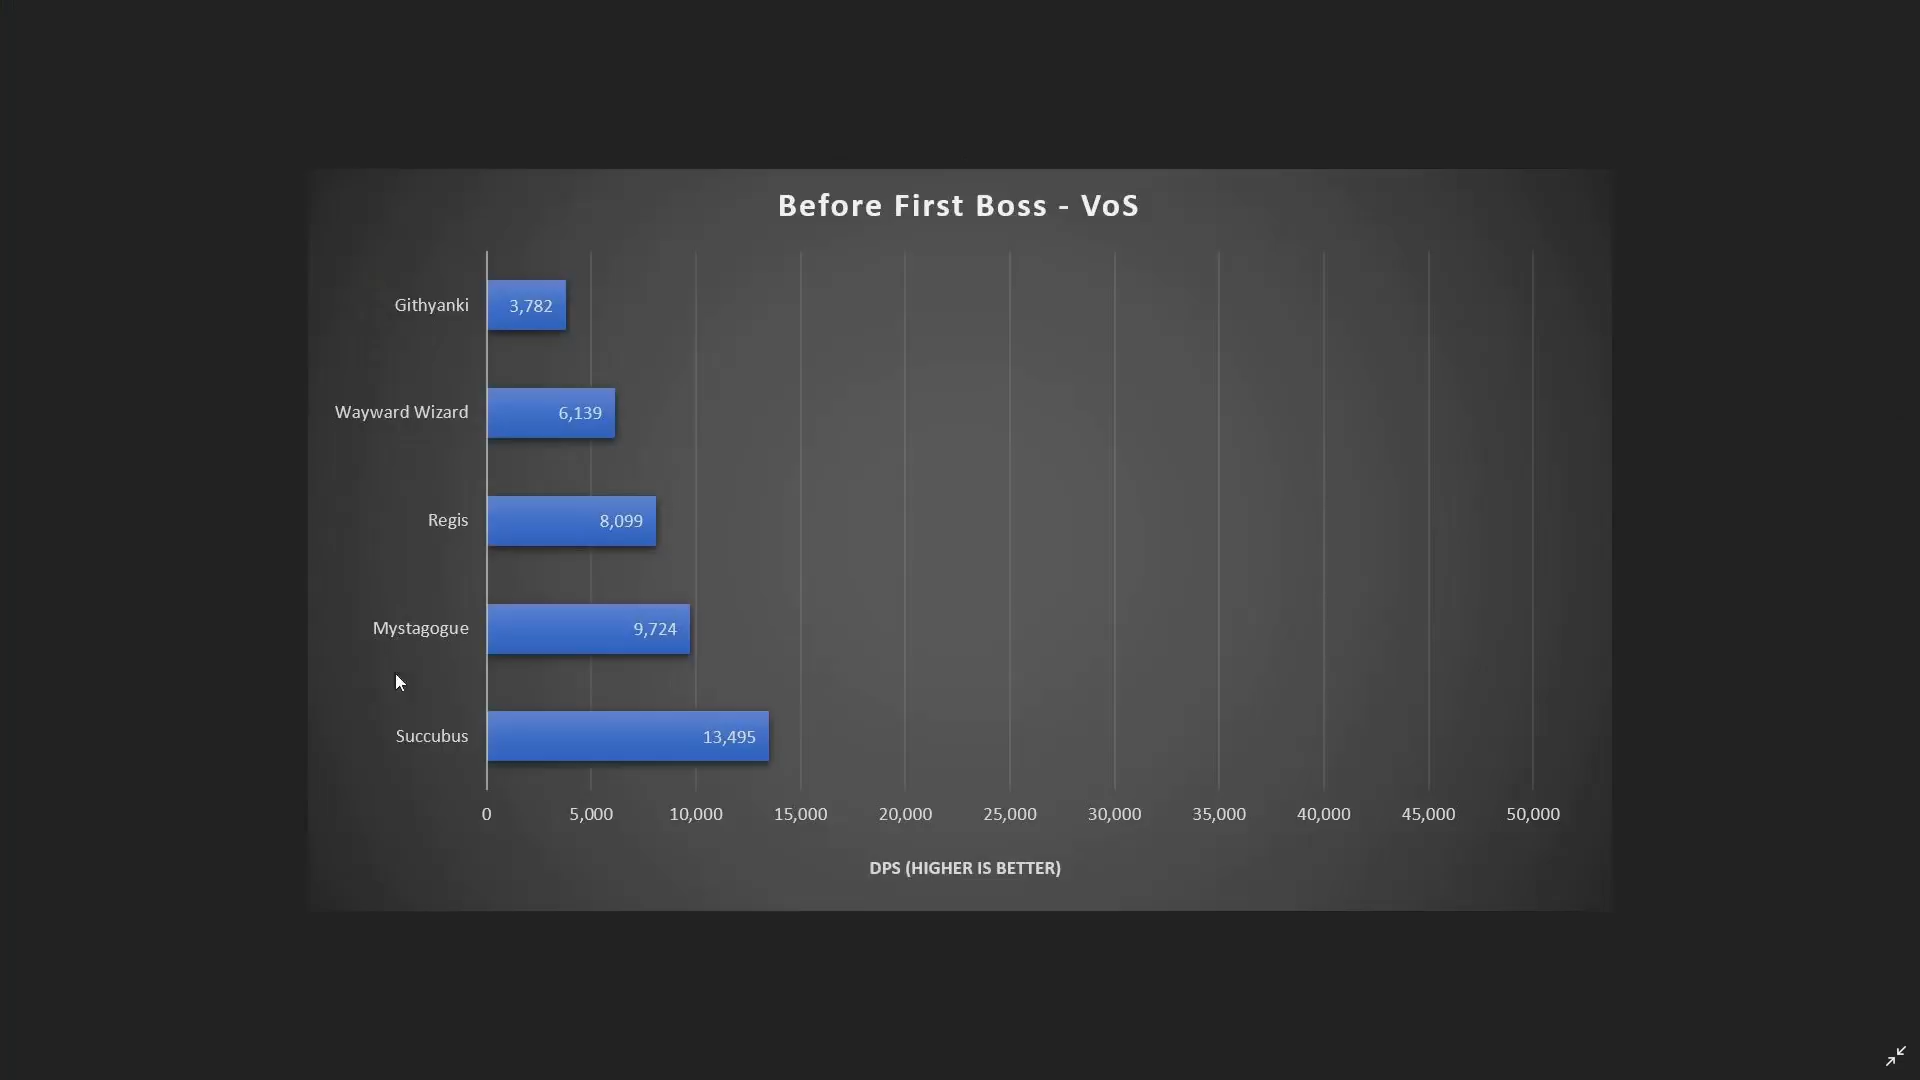 Before First Boss - VoS
Githyanki 3,782
Wayward Wizard 6,139
Regis 8,099
Mystagogue 9,724
Succubus 13,495
0 5,000 10,000 15,000 20,000 25,000 30,000 35,000 40,000 45,000 50,000
DPS (HIGHER IS BETTER)